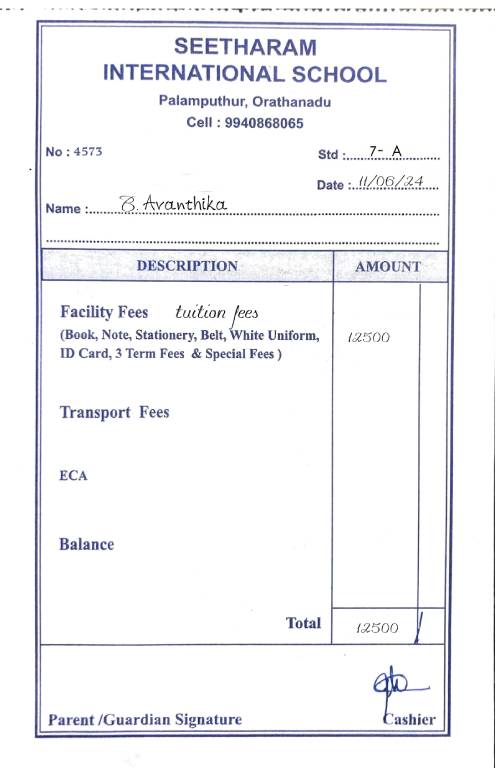 SEETHARAM
INTERNATIONAL SCHOOL
Palamputhur, Orathanadu
Cell : 9940868065
No : 4573
Std :..... 7- A ..........
Date : 11/06/24 ....
Name :...... B. Avanthika ..........
DESCRIPTION AMOUNT
Facility Fees tuition fees
(Book, Note, Stationery, Belt, White Uniform, 12500
ID Card, 3 Term Fees & Special Fees )
Transport Fees
ECA
Balance
Total 12500
Parent /Guardian Signature Cashier